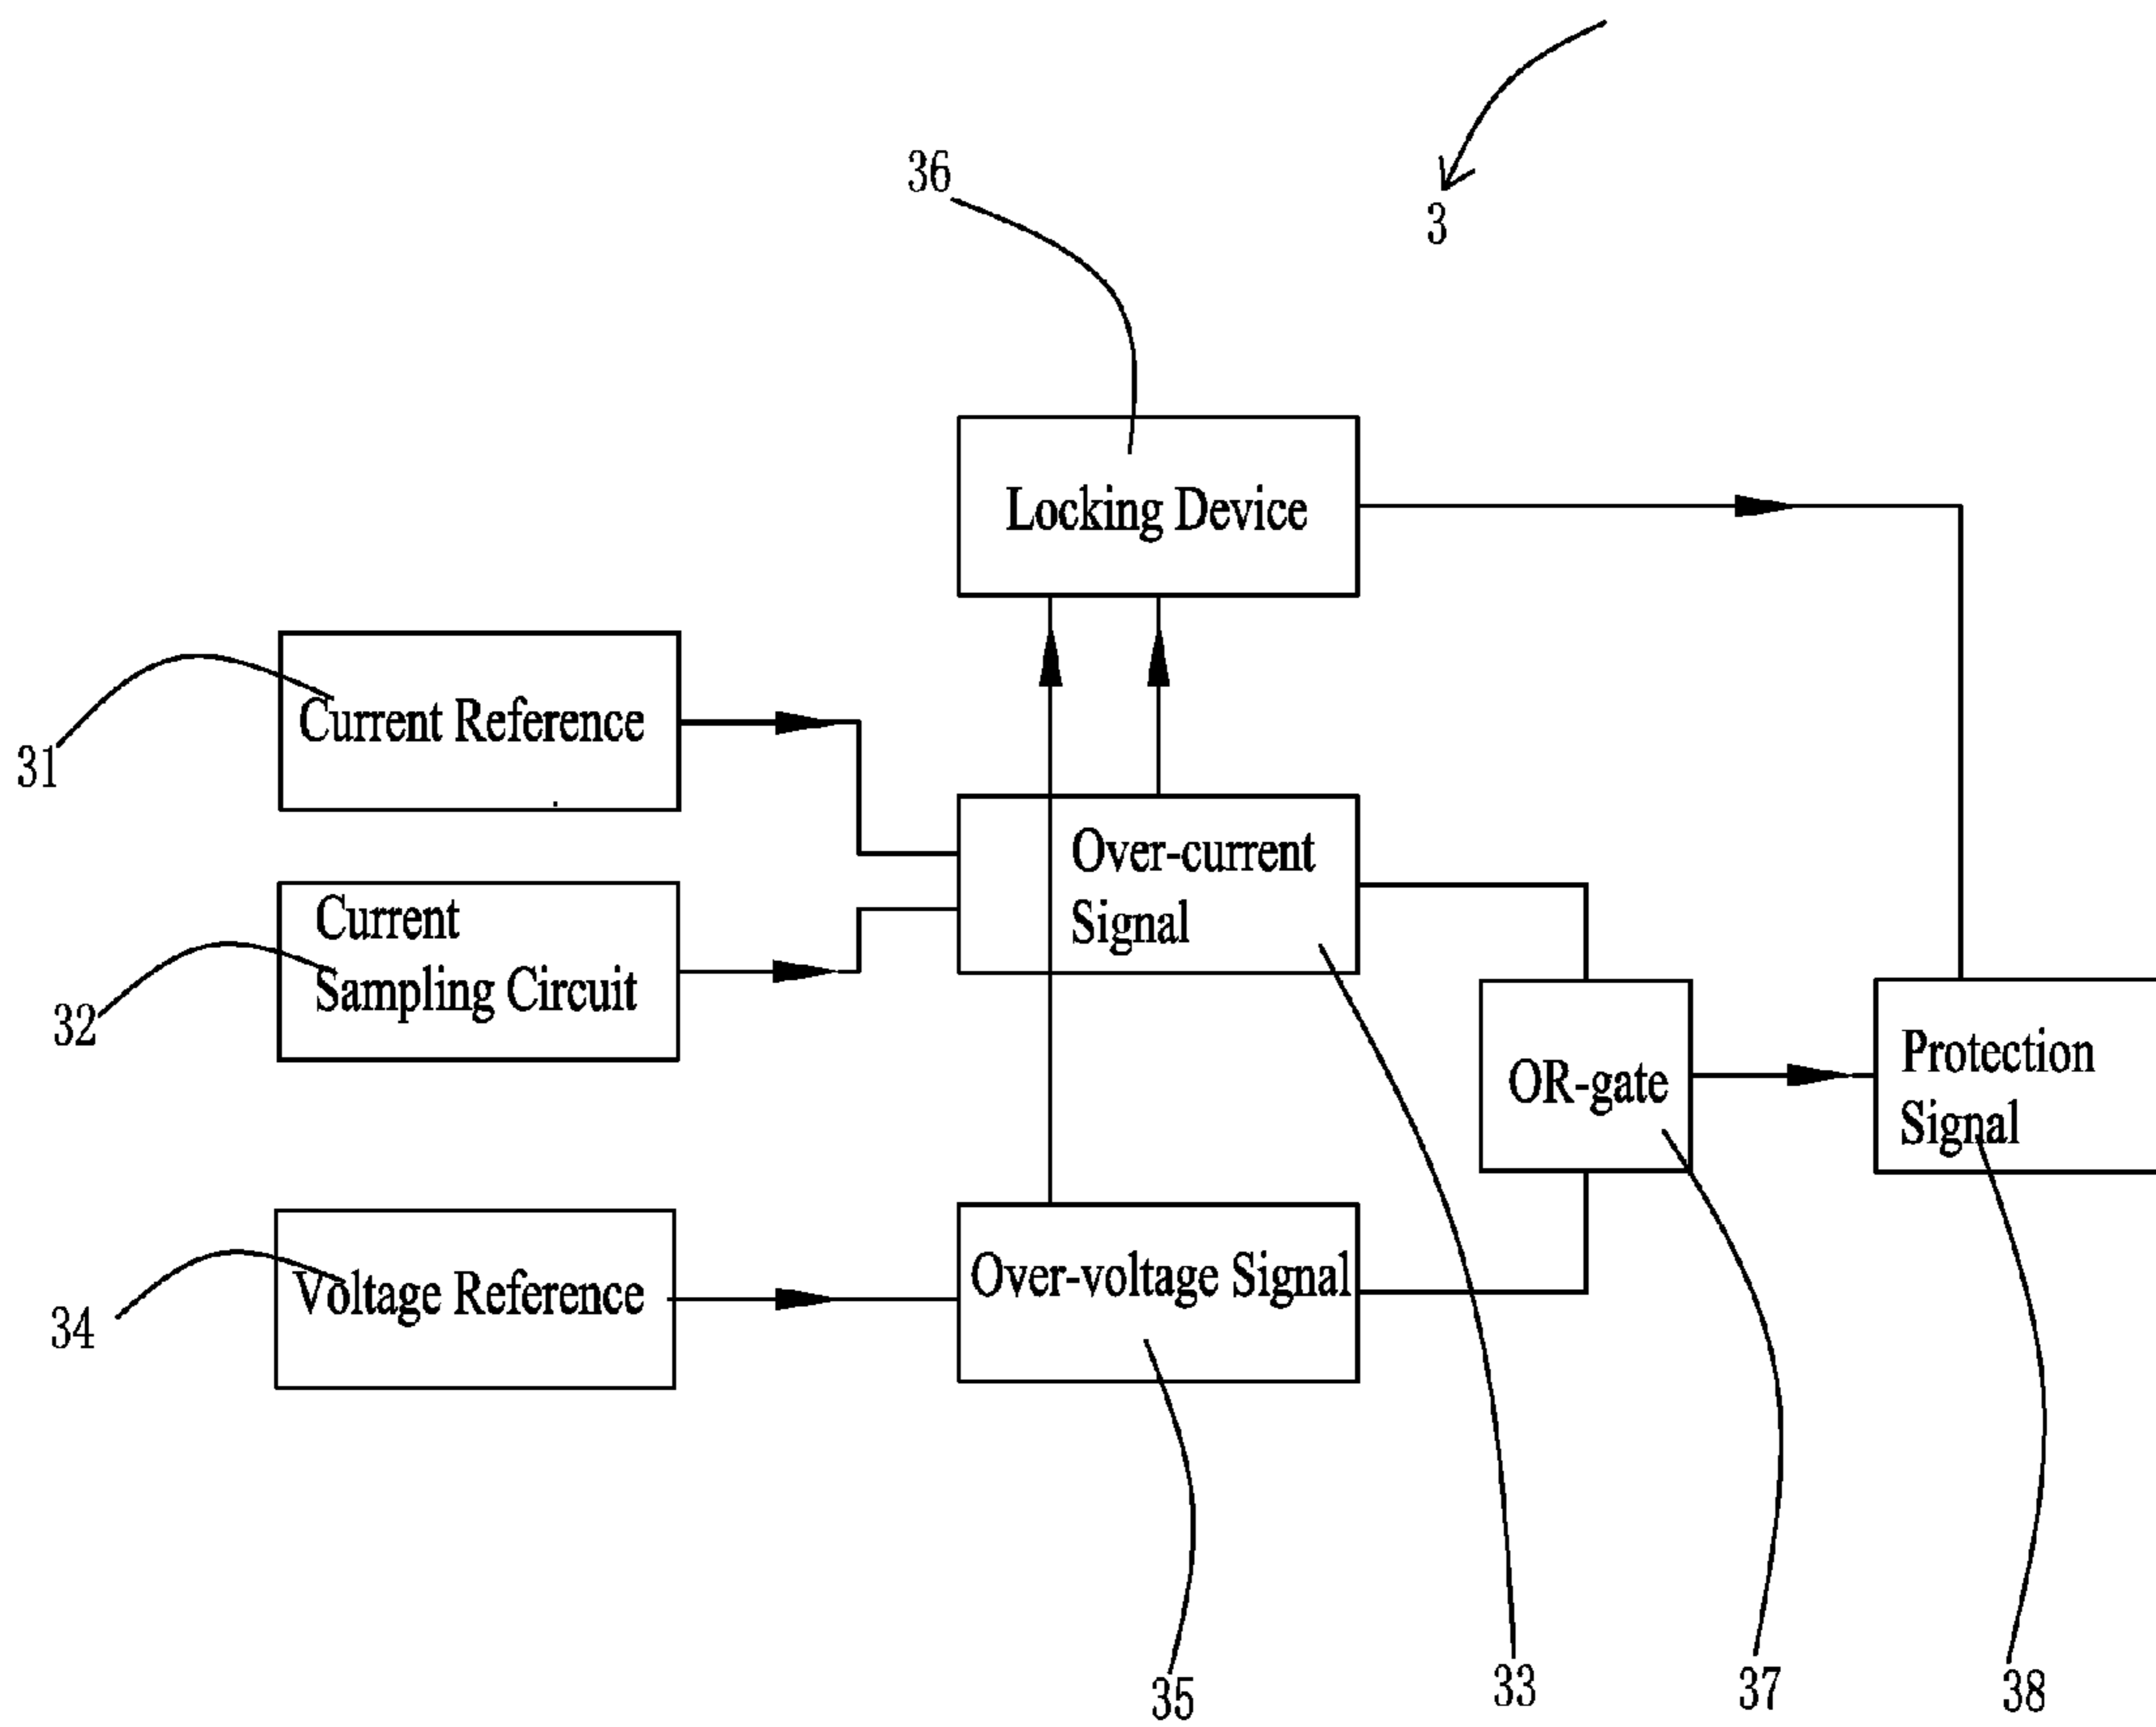 3
36
Locking Device
31
Current Reference
Over-current
Signal
32
Current
Sampling Circuit
OR-gate
Protection
Signal
34
Voltage Reference
Over-voltage Signal
35
33
37
38